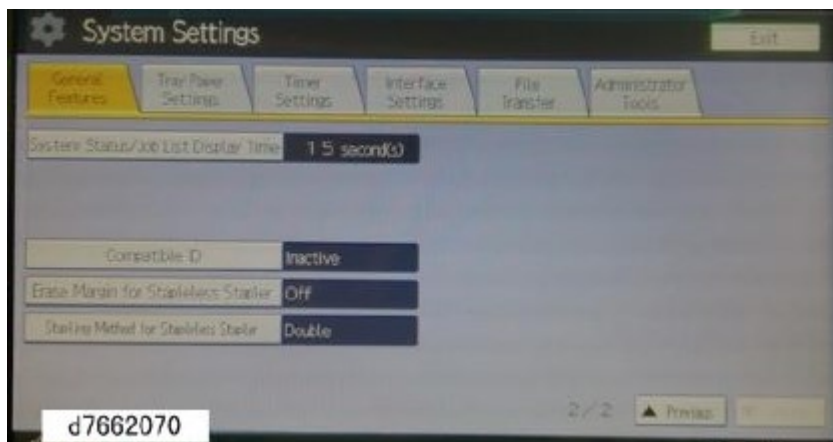 System Settings
Exit
General Features
Tray Paper Settings
Timer Settings
Interface Settings
File Transfer
Administrator Tools
System Status/Job List Display Time
15 second(s)
Compatible ID
Inactive
Erase Margin for Stapleless Stapler
Off
Stapling Method for Stapleless Stapler
Double
2/2
▲ Previous
d7662070